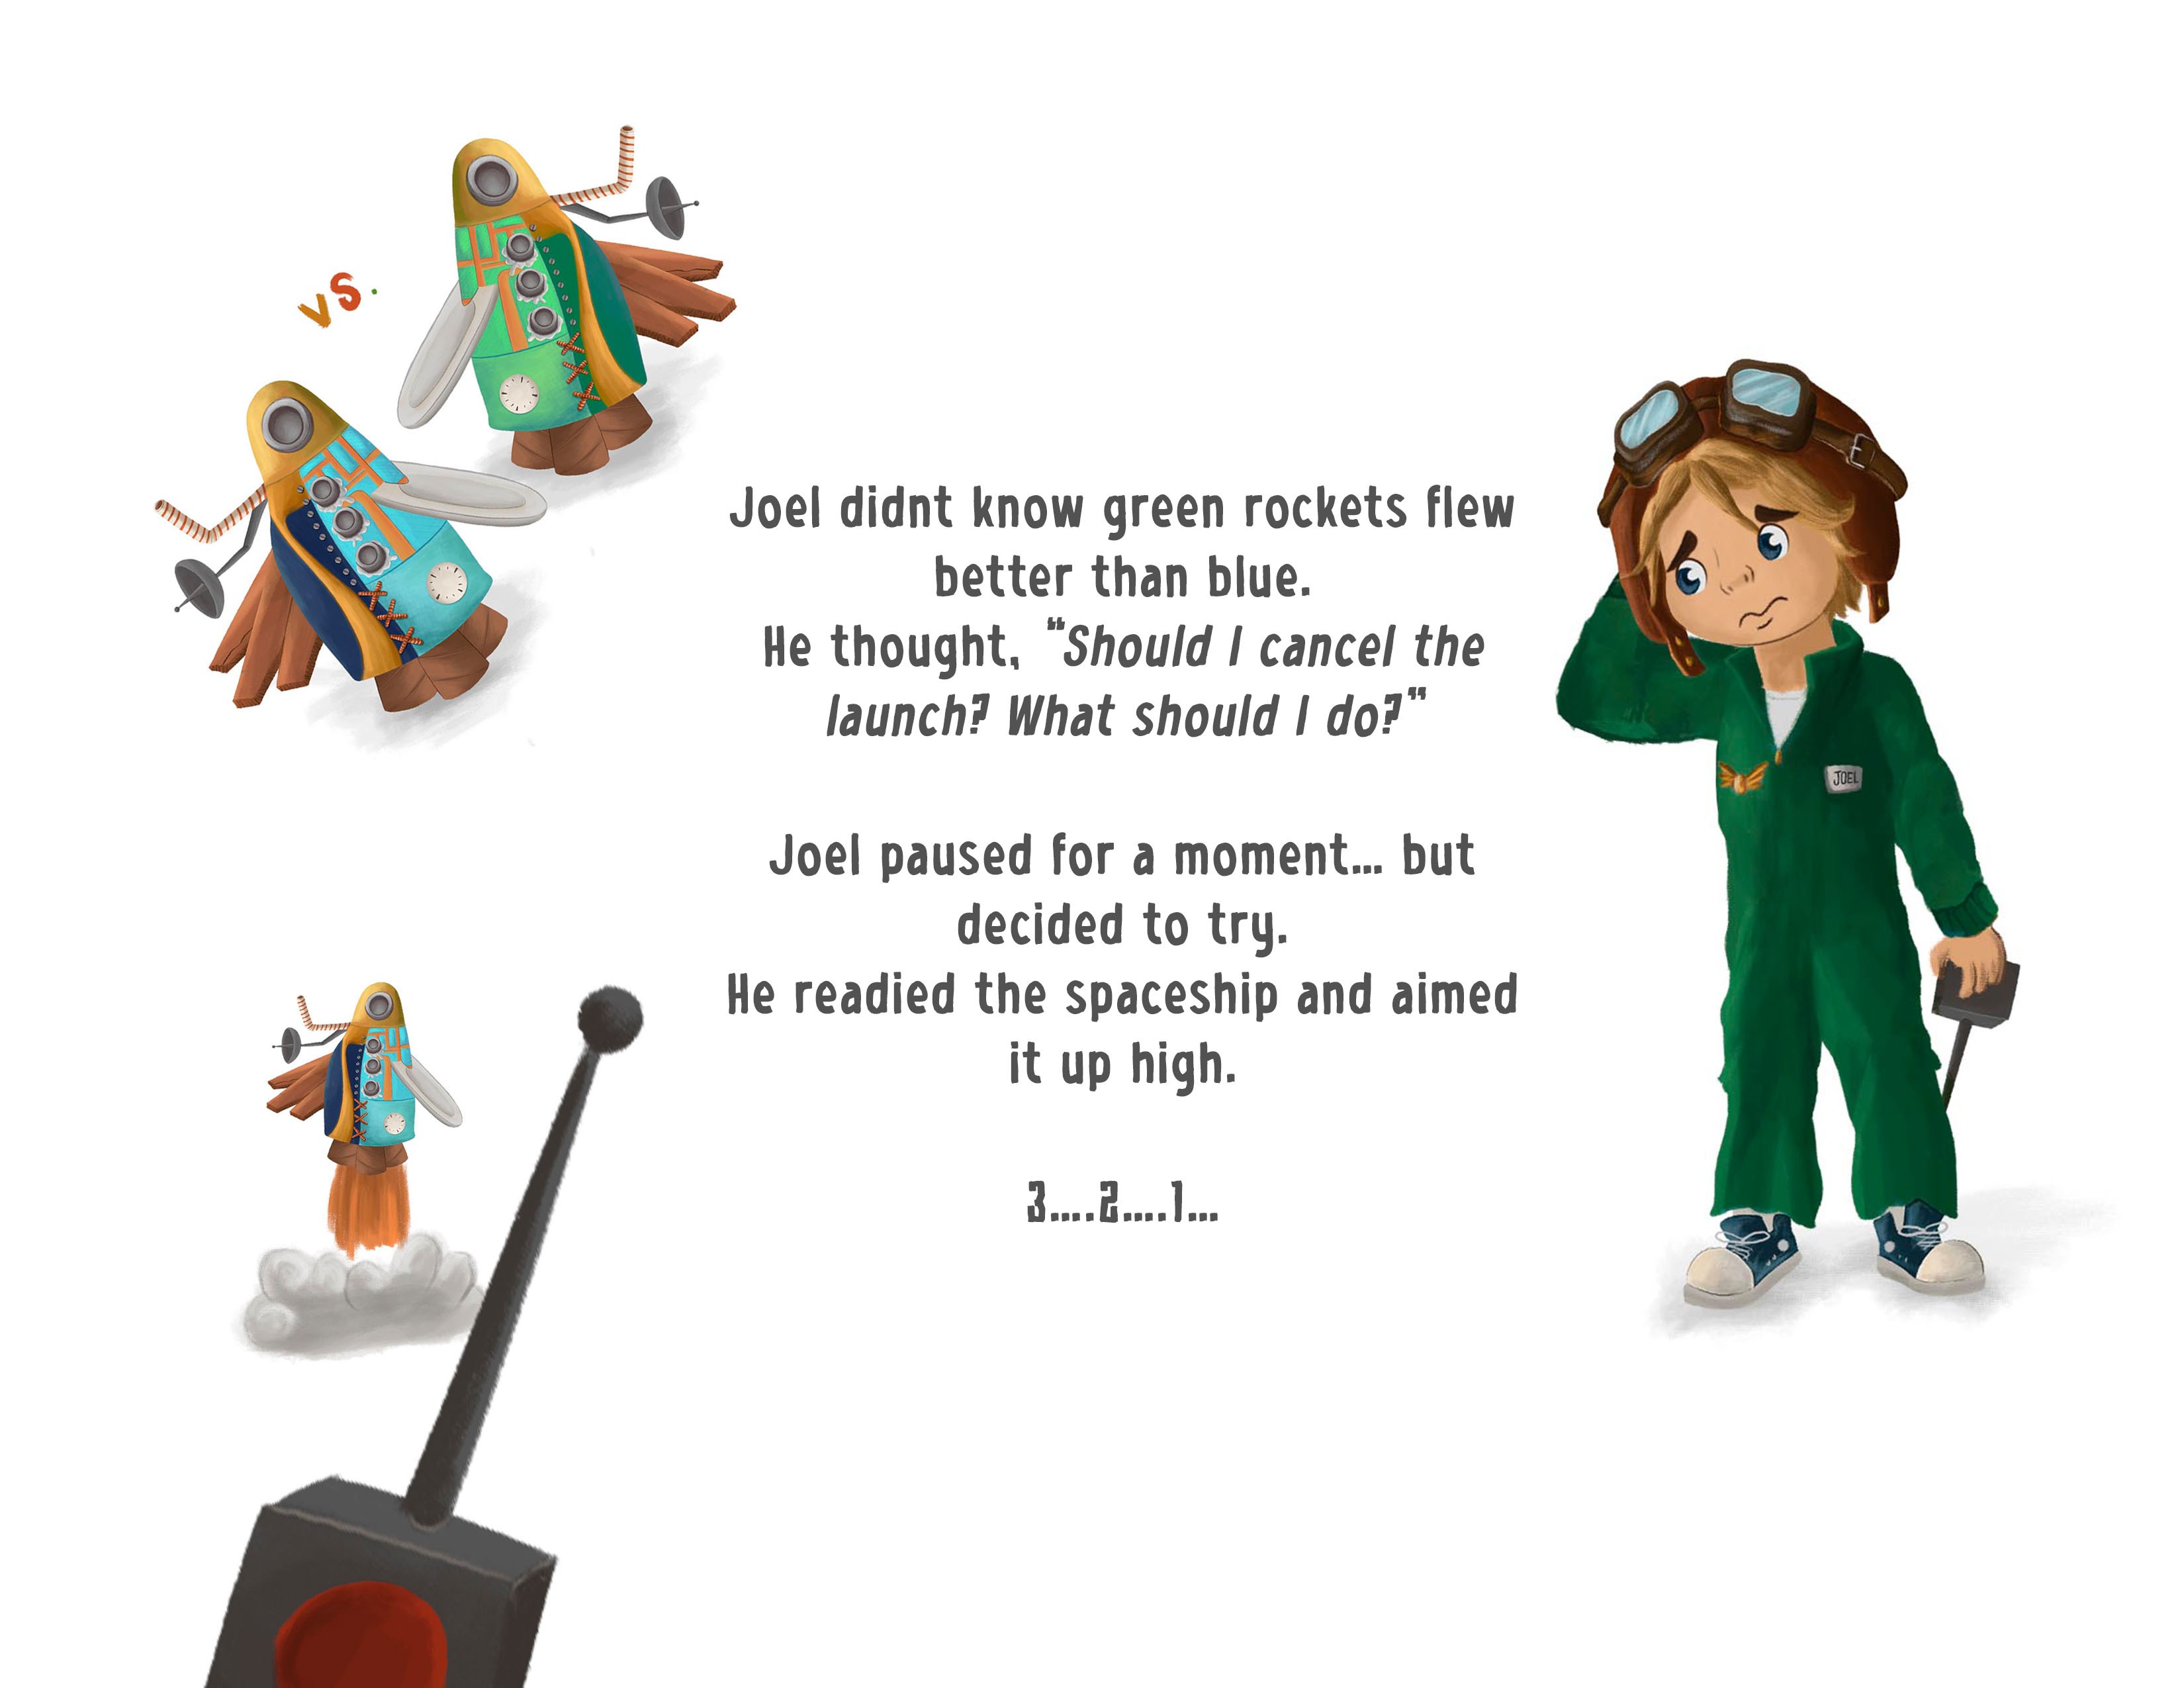 vs.
Joel didnt know green rockets flew
better than blue.
He thought, "Should I cancel the
launch? What should I do?"
Joel paused for a moment... but
decided to try.
He readied the spaceship and aimed
it up high.
3....2....1...
JOEL